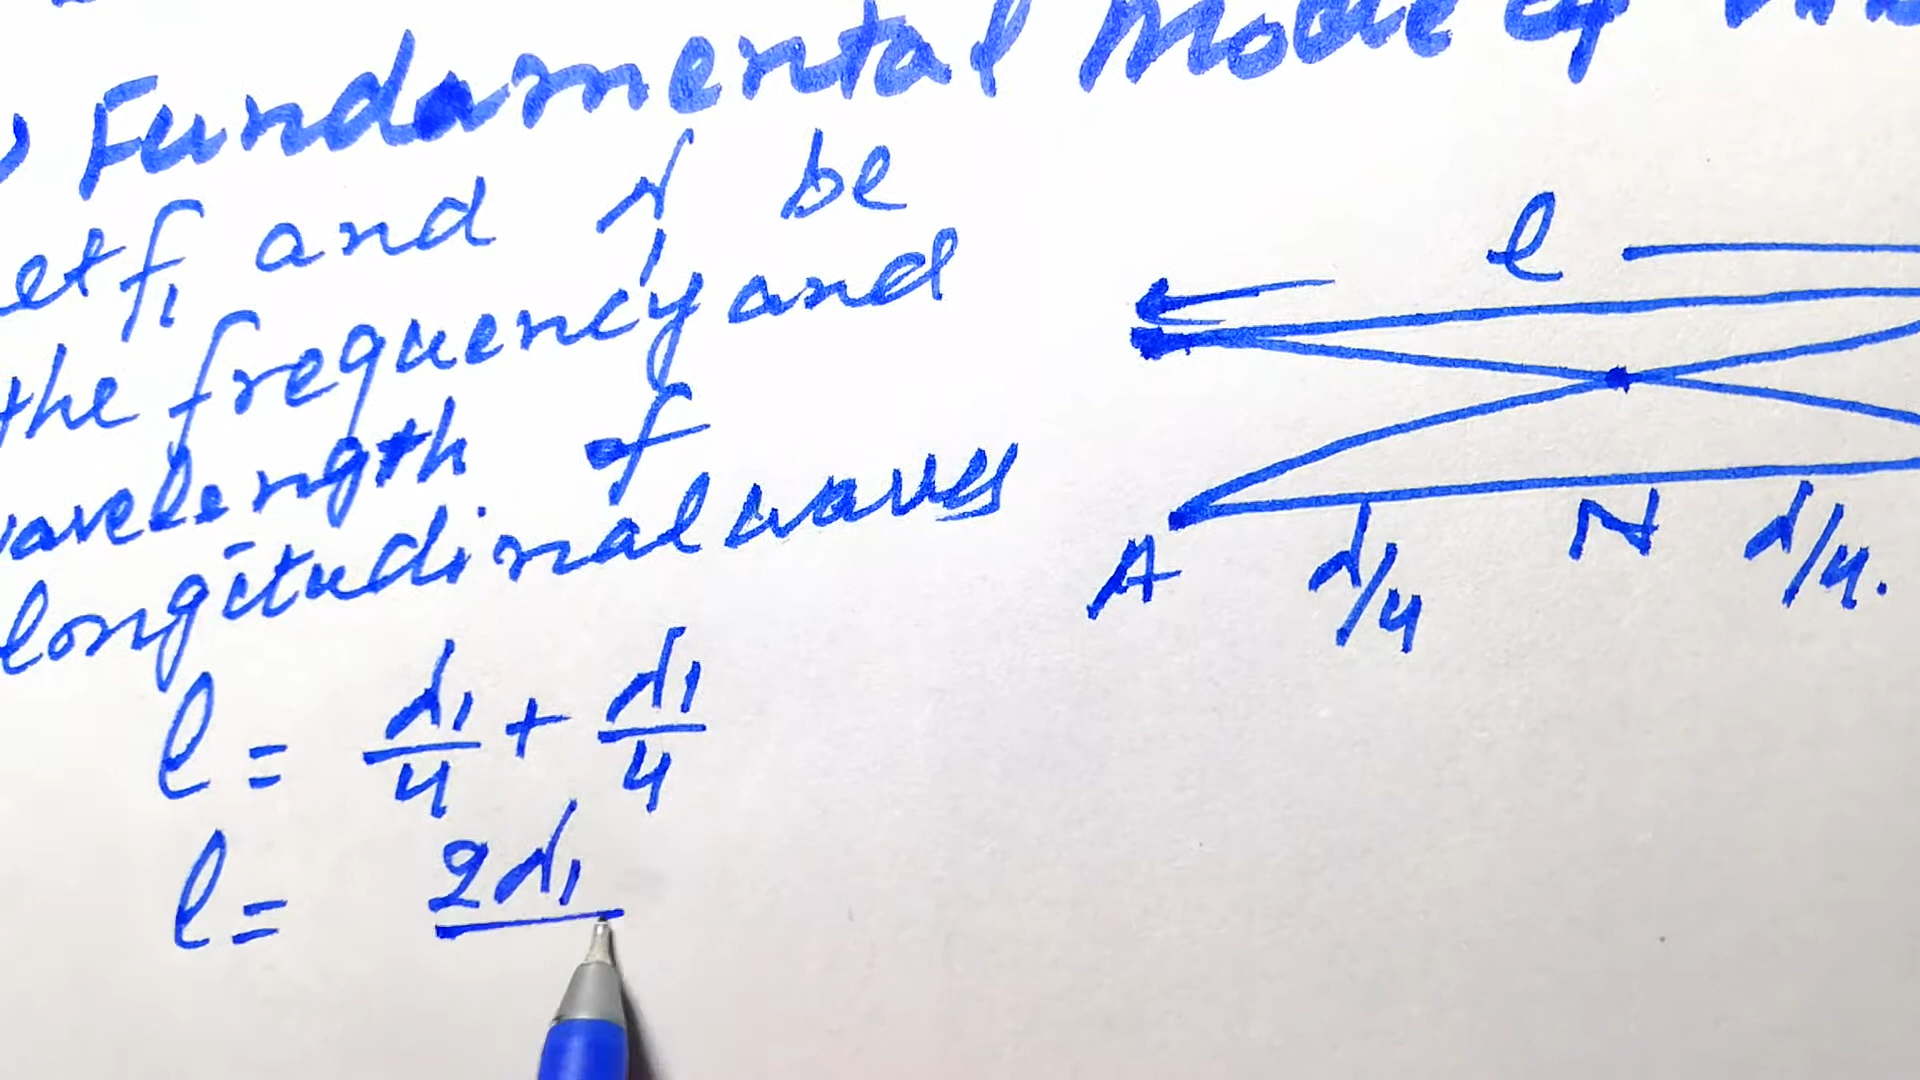 Fundamental Mode of
et f₁ and λ₁ be
the frequency and
wavelength of
longitudinal waves
l = λ₁/4 + λ₁/4
l = 2λ₁
l
A λ/4 N λ/4.